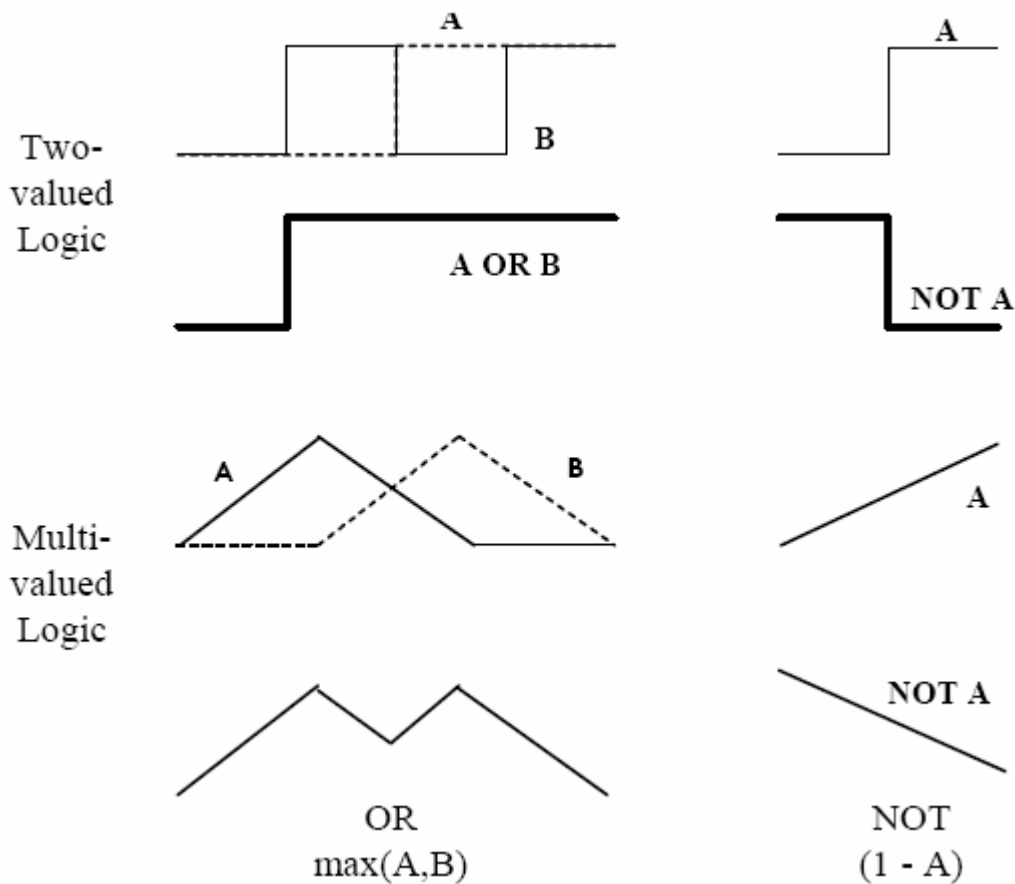 A
A
B
Two-
valued
Logic
A OR B
NOT A
A
B
A
Multi-
valued
Logic
NOT A
OR
max(A,B)
NOT
(1 - A)